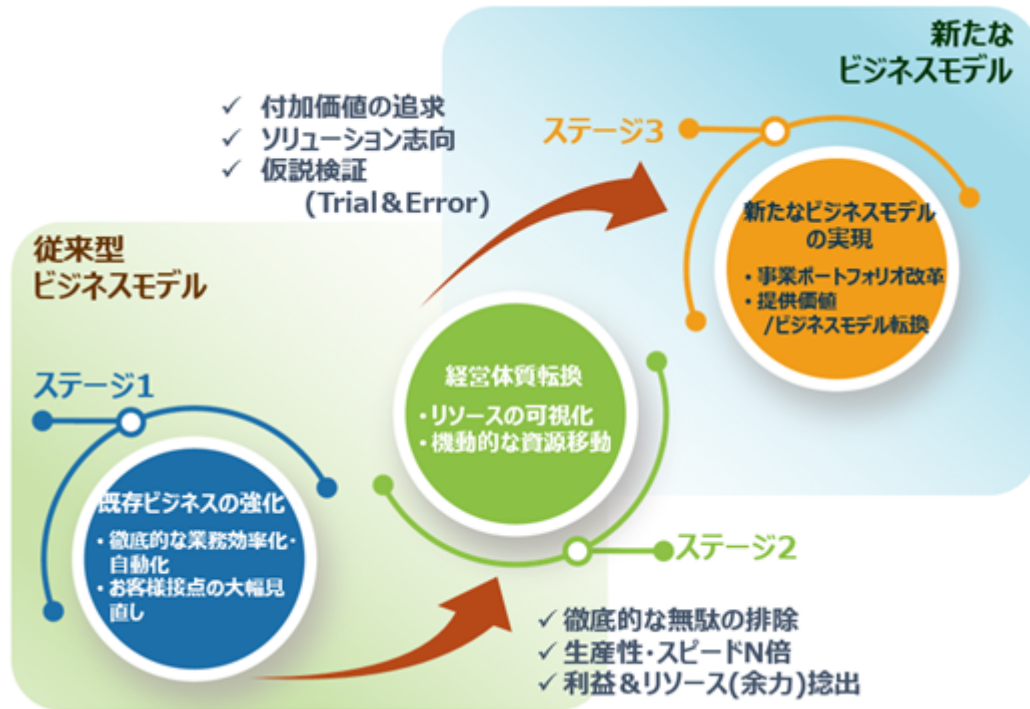 新たな
ビジネスモデル
✓ 付加価値の追求
✓ ソリューション志向
✓ 仮説検証
(Trial&Error)
ステージ3
新たなビジネスモデル
の実現
・事業ポートフォリオ改革
・提供価値
/ビジネスモデル転換
従来型
ビジネスモデル
経営体質転換
・リソースの可視化
・機動的な資源移動
ステージ1
既存ビジネスの強化
・徹底的な業務効率化・
自動化
・お客様接点の大幅見
直し
ステージ2
✓ 徹底的な無駄の排除
✓ 生産性・スピードN倍
✓ 利益&リソース(余力)捻出